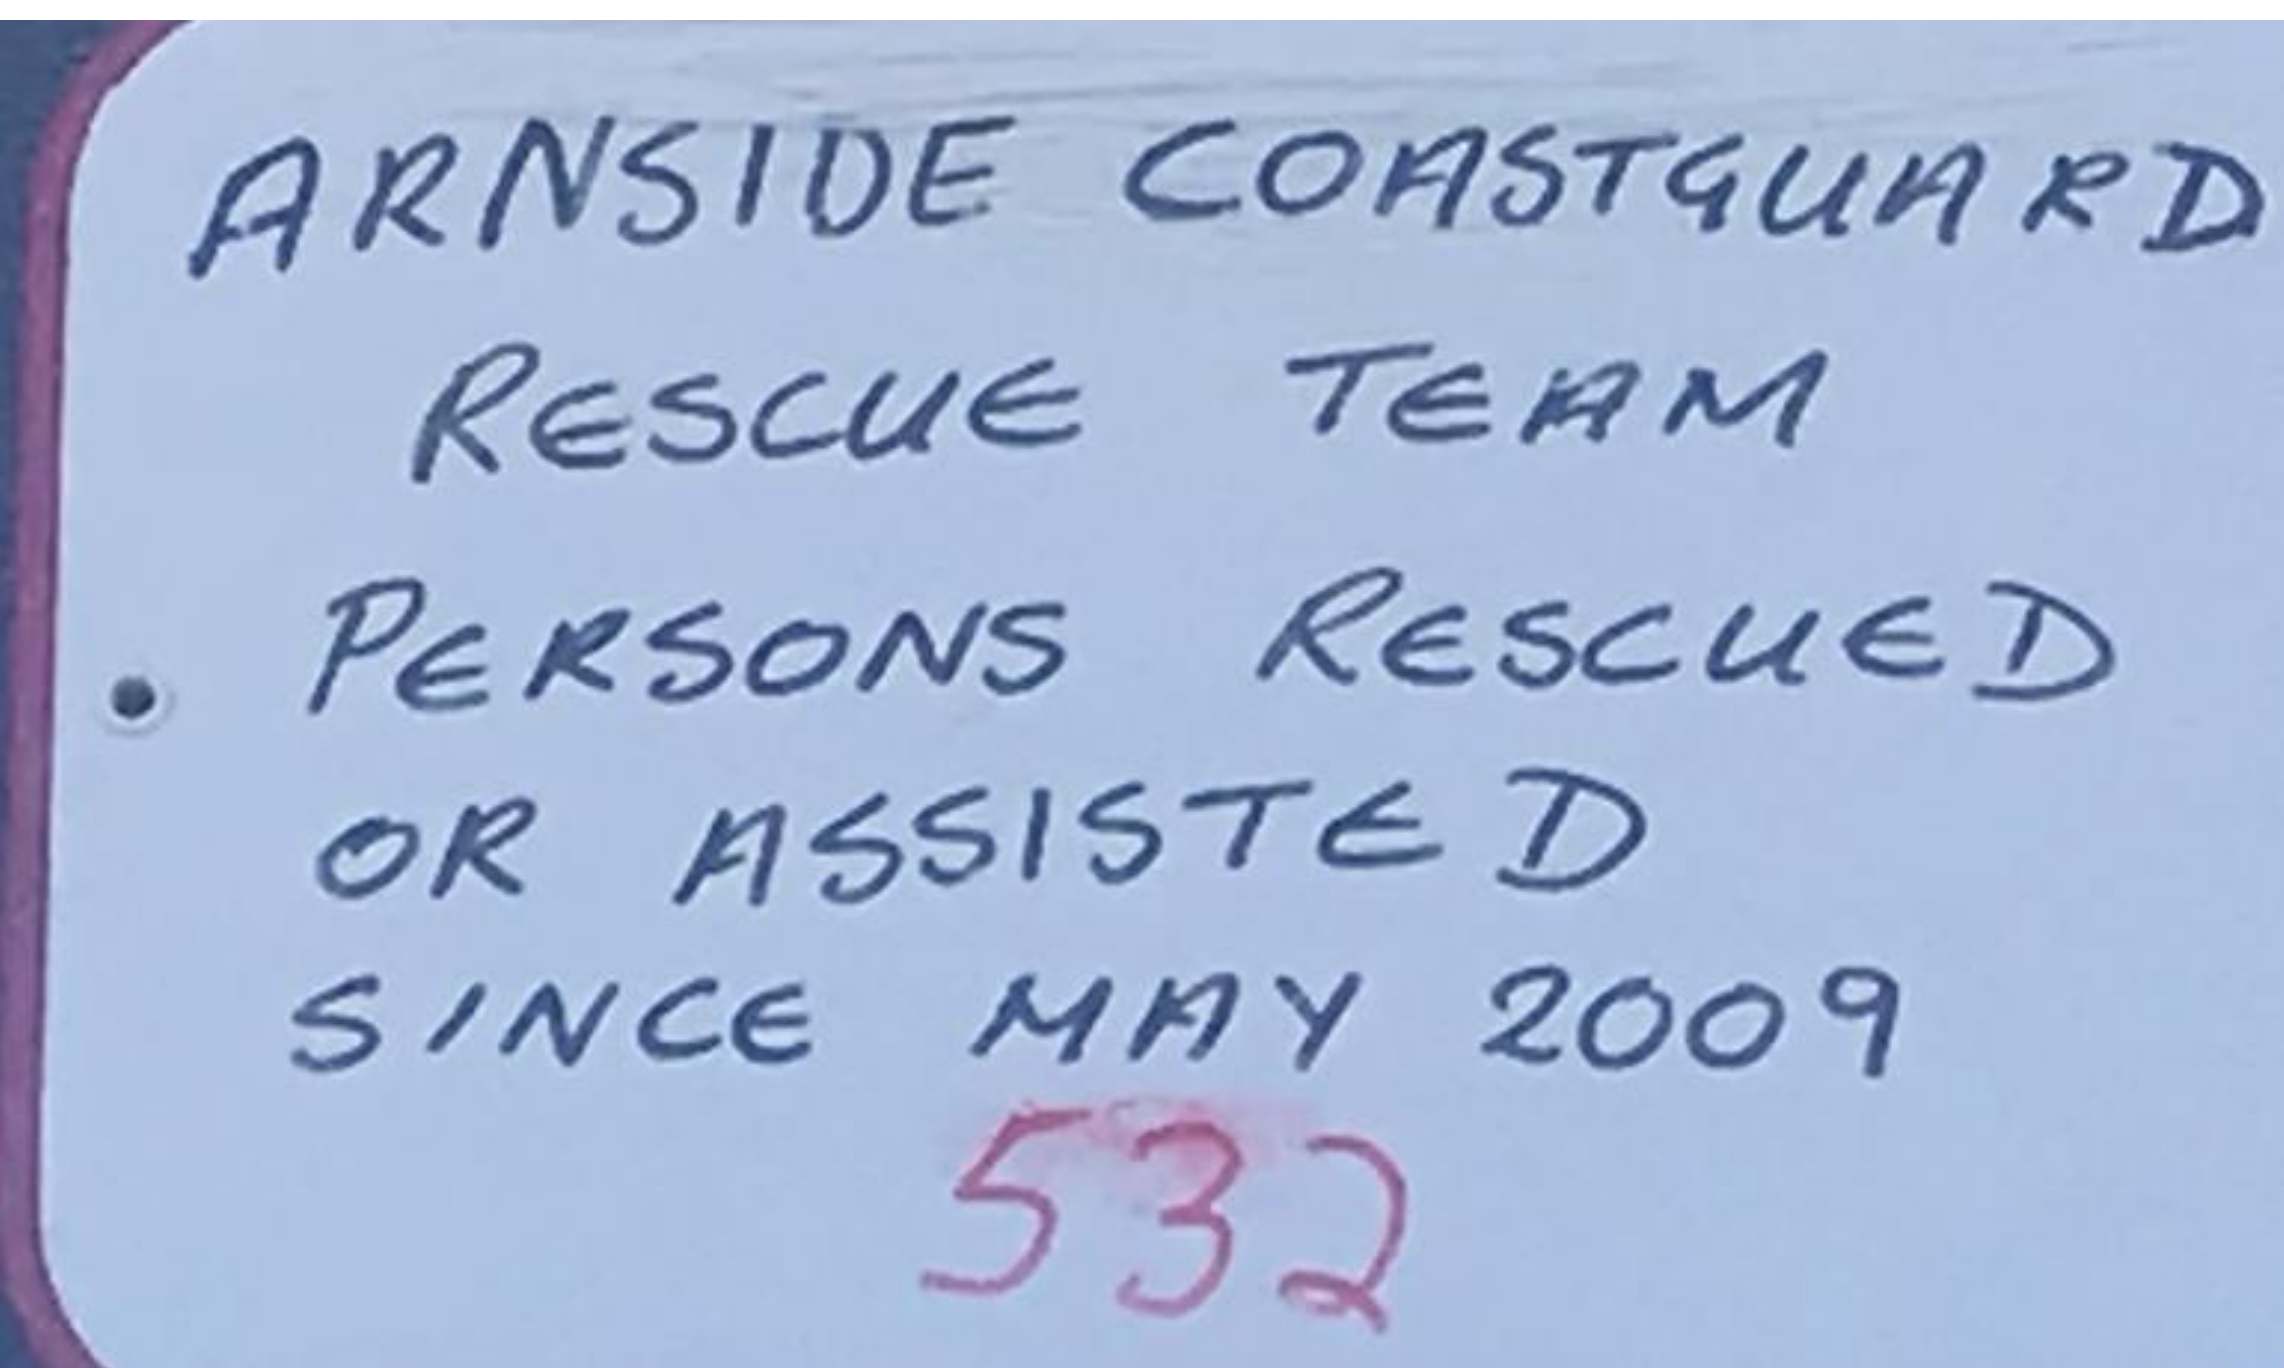 ARNSIDE COASTGUARD
RESCUE TEAM
PERSONS RESCUED
OR ASSISTED
SINCE MAY 2009
532